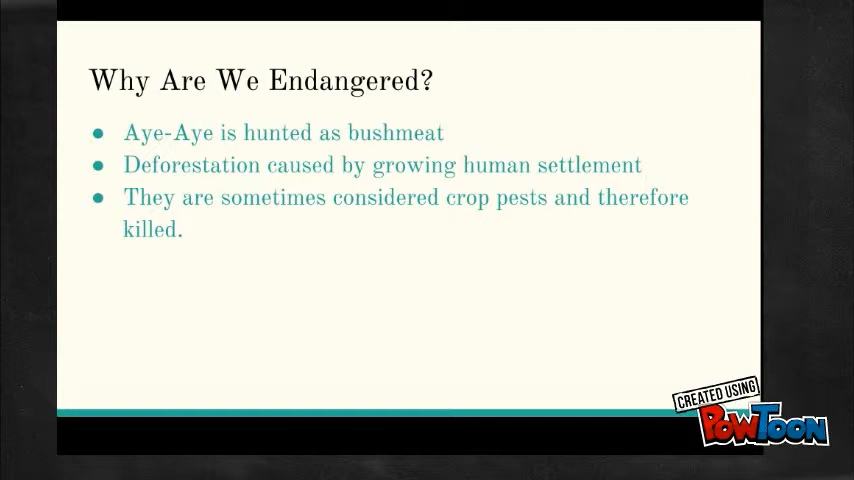 Why Are We Endangered?
● Aye-Aye is hunted as bushmeat
● Deforestation caused by growing human settlement
● They are sometimes considered crop pests and therefore
killed.
CREATED USING
POWTOON